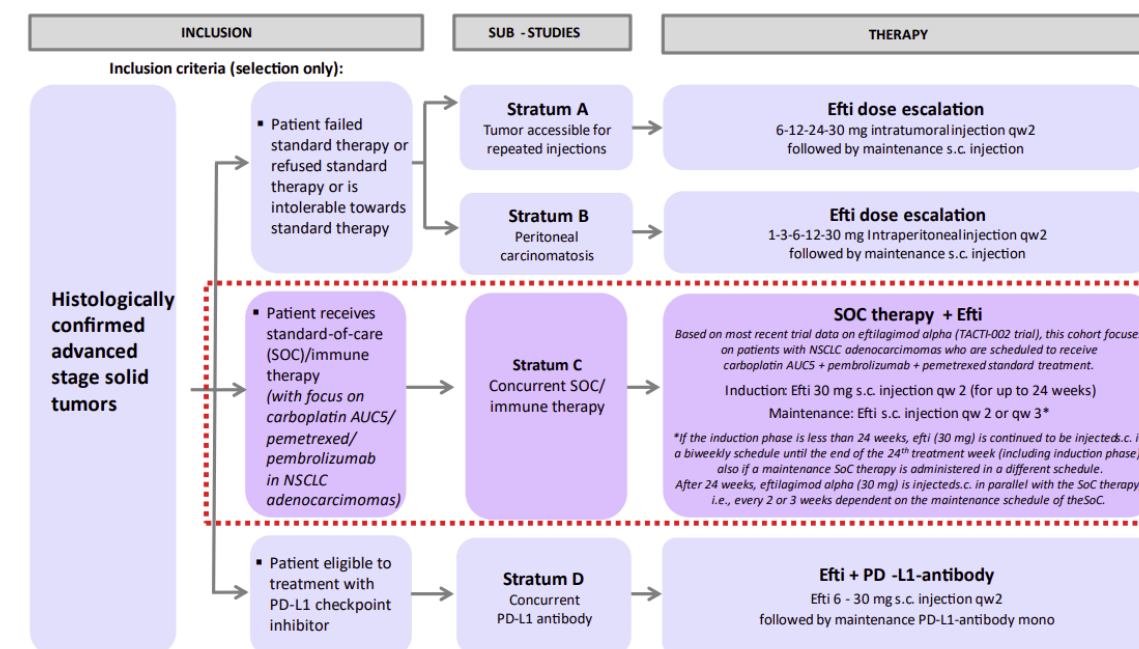 INCLUSION
SUB - STUDIES
THERAPY
Inclusion criteria (selection only):
Histologically
confirmed
advanced
stage solid
tumors
▪ Patient failed
standard therapy or
refused standard
therapy or is
intolerable towards
standard therapy
Stratum A
Tumor accessible for
repeated injections
Efti dose escalation
6-12-24-30 mg intratumoral injection qw2
followed by maintenance s.c. injection
Stratum B
Peritoneal
carcinomatosis
Efti dose escalation
1-3-6-12-30 mg Intraperitoneal injection qw2
followed by maintenance s.c. injection
▪ Patient receives
standard-of-care
(SOC)/immune
therapy
(with focus on
carboplatin AUC5/
pemetrexed/
pembrolizumab
in NSCLC
adenocarcimomas)
Stratum C
Concurrent SOC/
immune therapy
SOC therapy + Efti
Based on most recent trial data on eftilagimod alpha (TACTI-002 trial), this cohort focuses
on patients with NSCLC adenocarcimomas who are scheduled to receive
carboplatin AUC5 + pembrolizumab + pemetrexed standard treatment.
Induction: Efti 30 mg s.c. injection qw 2 (for up to 24 weeks)
Maintenance: Efti s.c. injection qw 2 or qw 3*
*If the induction phase is less than 24 weeks, efti (30 mg) is continued to be injected s.c. i
a biweekly schedule until the end of the 24th treatment week (including induction phase)
also if a maintenance SoC therapy is administered in a different schedule.
After 24 weeks, eftilagimod alpha (30 mg) is injected s.c. in parallel with the SoC therapy
i.e., every 2 or 3 weeks dependent on the maintenance schedule of the SoC.
▪ Patient eligible to
treatment with
PD-L1 checkpoint
inhibitor
Stratum D
Concurrent
PD-L1 antibody
Efti + PD -L1-antibody
Efti 6 - 30 mg s.c. injection qw2
followed by maintenance PD-L1-antibody mono